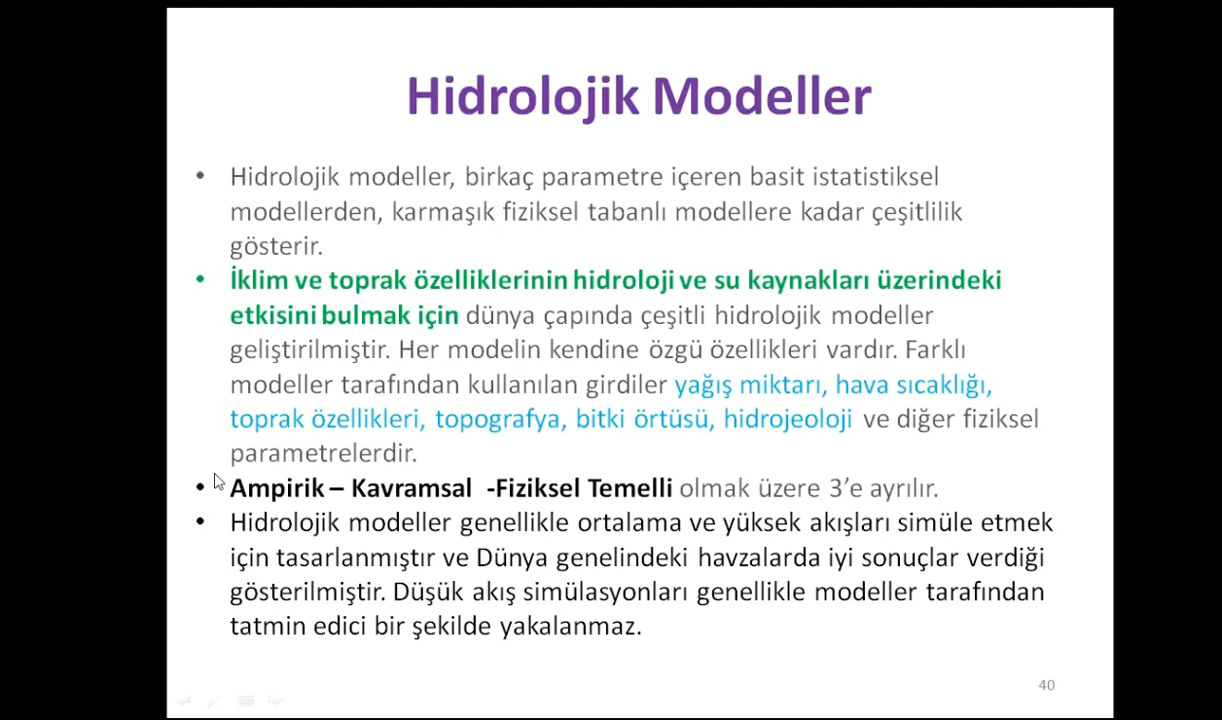 Hidrolojik Modeller
• Hidrolojik modeller, birkaç parametre içeren basit istatistiksel
modellerden, karmaşık fiziksel tabanlı modellere kadar çeşitlilik
gösterir.
• İklim ve toprak özelliklerinin hidroloji ve su kaynakları üzerindeki
etkisini bulmak için dünya çapında çeşitli hidrolojik modeller
geliştirilmiştir. Her modelin kendine özgü özellikleri vardır. Farklı
modeller tarafından kullanılan girdiler yağış miktarı, hava sıcaklığı,
toprak özellikleri, topografya, bitki örtüsü, hidrojeoloji ve diğer fiziksel
parametrelerdir.
• Ampirik – Kavramsal -Fiziksel Temelli olmak üzere 3’e ayrılır.
• Hidrolojik modeller genellikle ortalama ve yüksek akışları simüle etmek
için tasarlanmıştır ve Dünya genelindeki havzalarda iyi sonuçlar verdiği
gösterilmiştir. Düşük akış simülasyonları genellikle modeller tarafından
tatmin edici bir şekilde yakalanmaz.
40